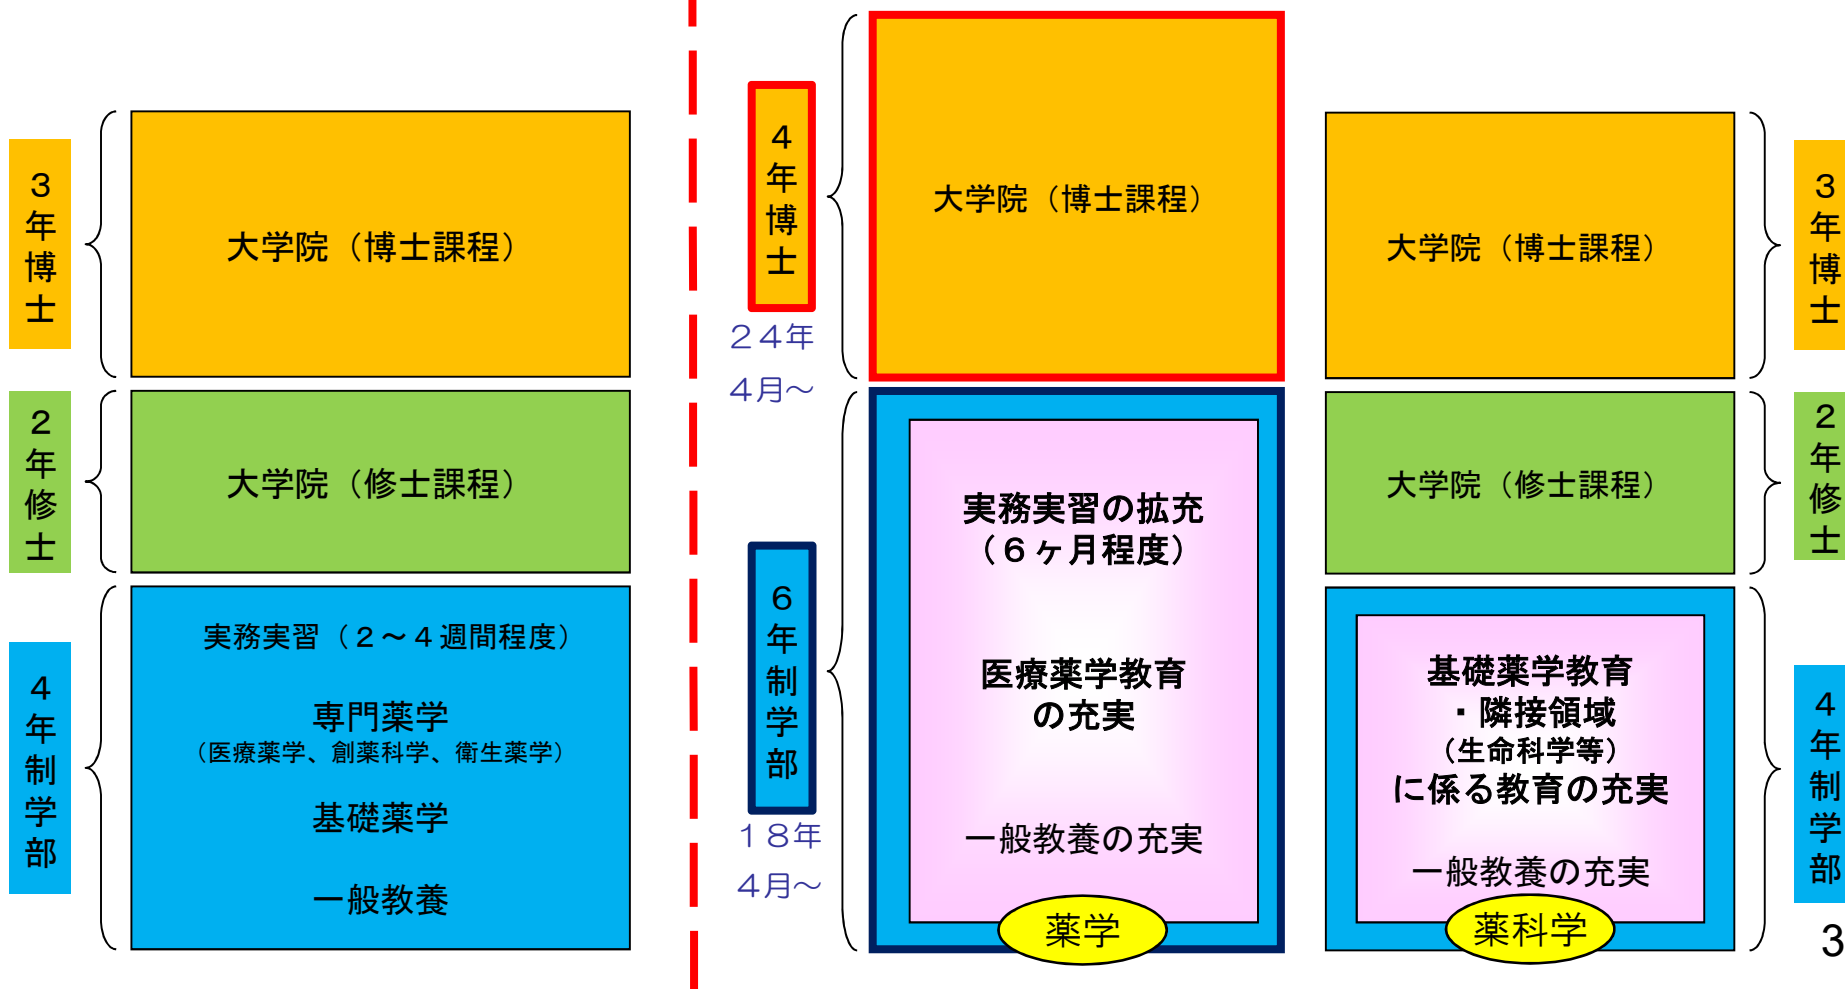 3年博士
大学院（博士課程）
2年修士
大学院（修士課程）
4年制学部
実務実習（２～４週間程度）
専門薬学
（医療薬学、創薬科学、衛生薬学）
基礎薬学
一般教養
4年博士
２４年
４月～
大学院（博士課程）
6年制学部
１８年
４月～
実務実習の拡充
（６ヶ月程度）
医療薬学教育
の充実
一般教養の充実
薬学
大学院（博士課程）
3年博士
大学院（修士課程）
2年修士
基礎薬学教育
・隣接領域
（生命科学等）
に係る教育の充実
一般教養の充実
薬科学
4年制学部
3